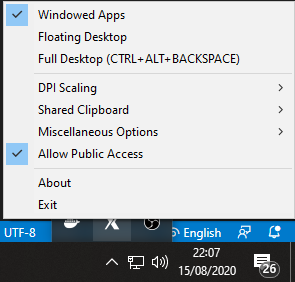 Windowed Apps
Floating Desktop
Full Desktop (CTRL+ALT+BACKSPACE)
DPI Scaling
Shared Clipboard
Miscellaneous Options
Allow Public Access
About
Exit
UTF-8 English
22:07
15/08/2020
26